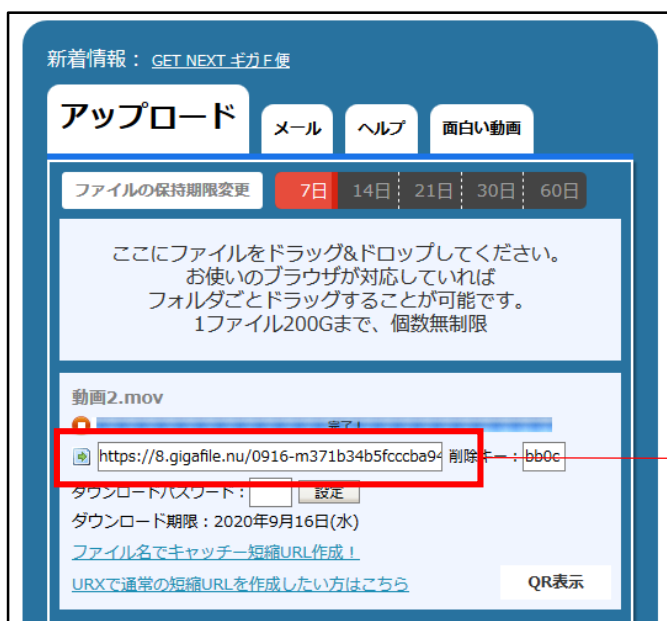 新着情報： GET NEXT ギガF便
アップロード
メール
ヘルプ
面白い動画
ファイルの保持期限変更
7日
14日
21日
30日
60日
ここにファイルをドラッグ&ドロップしてください。
お使いのブラウザが対応していれば
フォルダごとドラッグすることが可能です。
1ファイル200Gまで、個数無制限
動画2.mov
完了！
https://8.gigafile.nu/0916-m371b34b5fcccba94 削除キー：bb0c
ダウンロードパスワード： 設定
ダウンロード期限：2020年9月16日(水)
ファイル名でキャッチー短縮URL作成！
URXで通常の短縮URLを作成したい方はこちら
QR表示